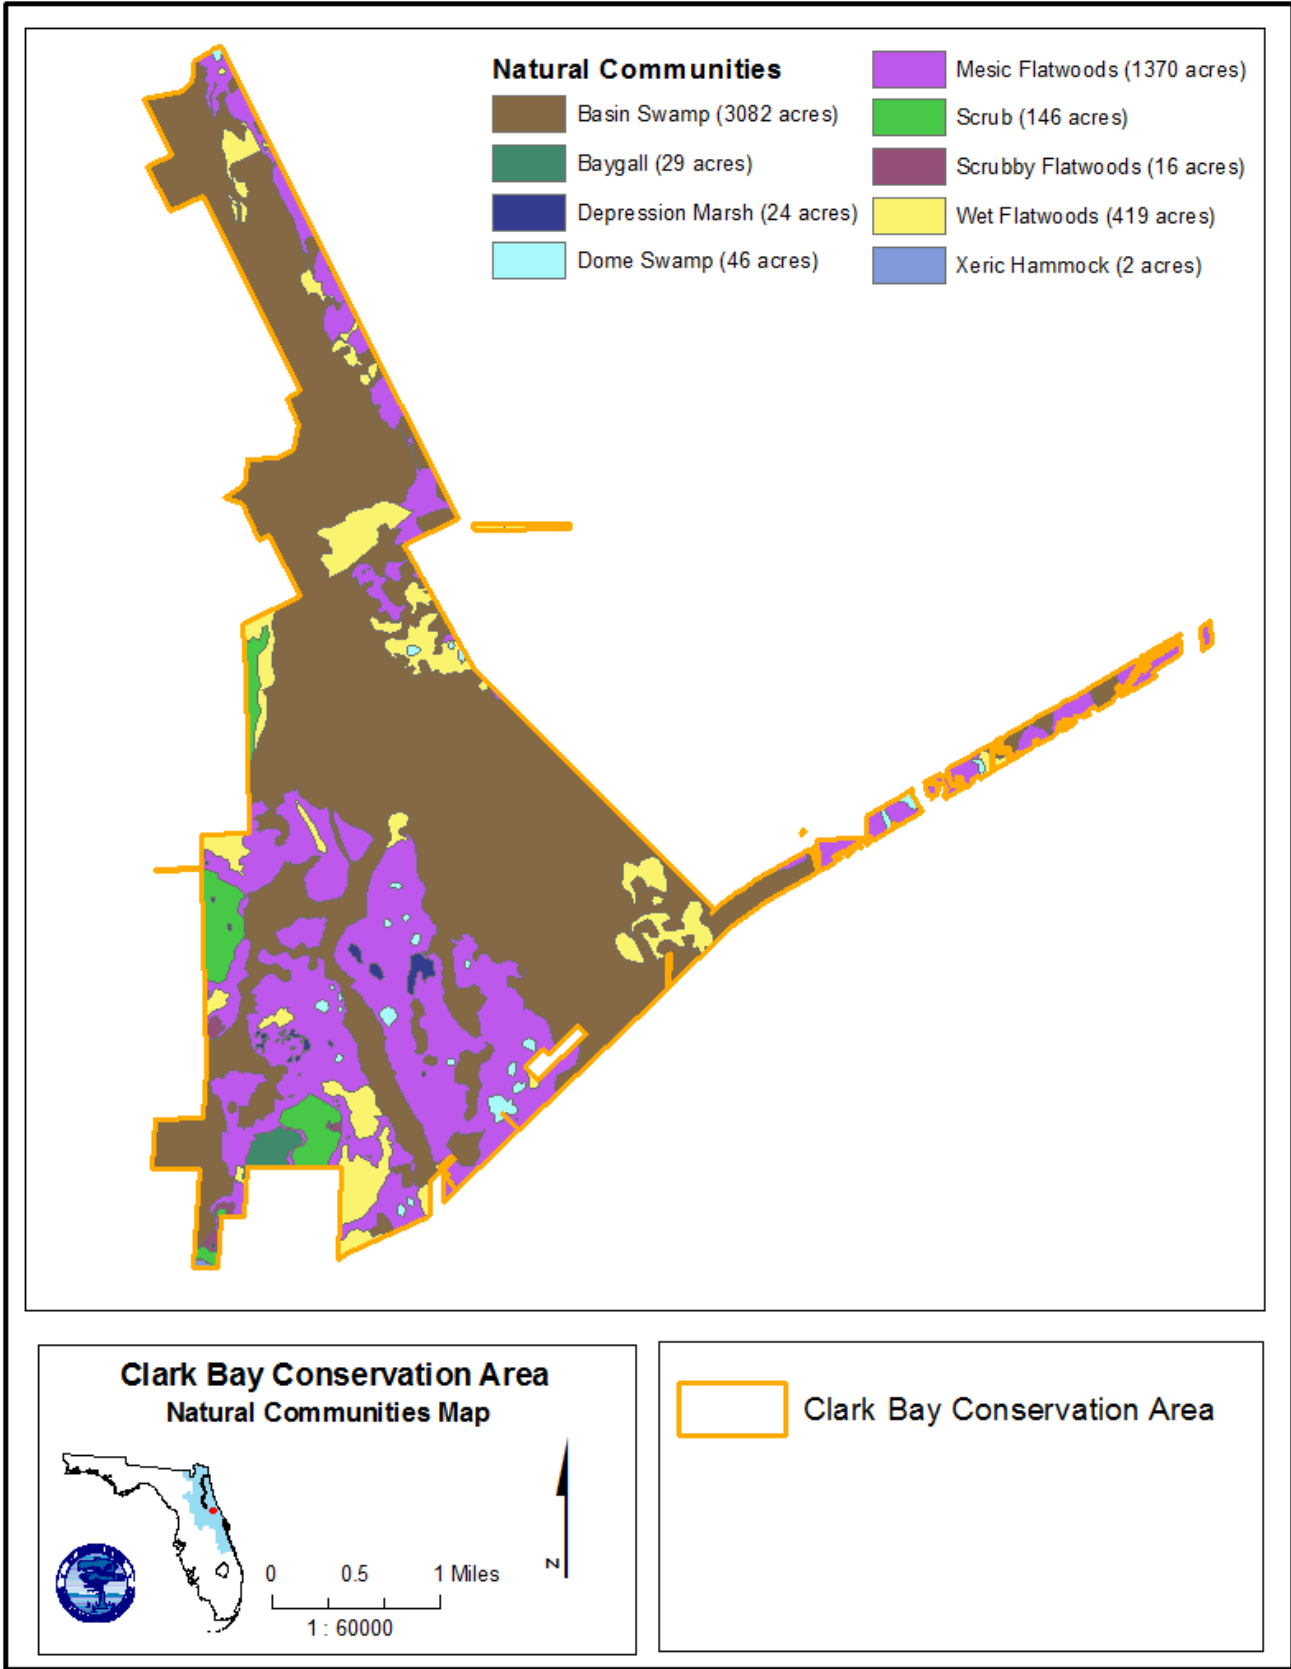 Natural Communities
Basin Swamp (3082 acres)
Baygall (29 acres)
Depression Marsh (24 acres)
Dome Swamp (46 acres)
Mesic Flatwoods (1370 acres)
Scrub (146 acres)
Scrubby Flatwoods (16 acres)
Wet Flatwoods (419 acres)
Xeric Hammock (2 acres)
Clark Bay Conservation Area
Natural Communities Map
0 0.5 1 Miles
1 : 60000
N
Clark Bay Conservation Area